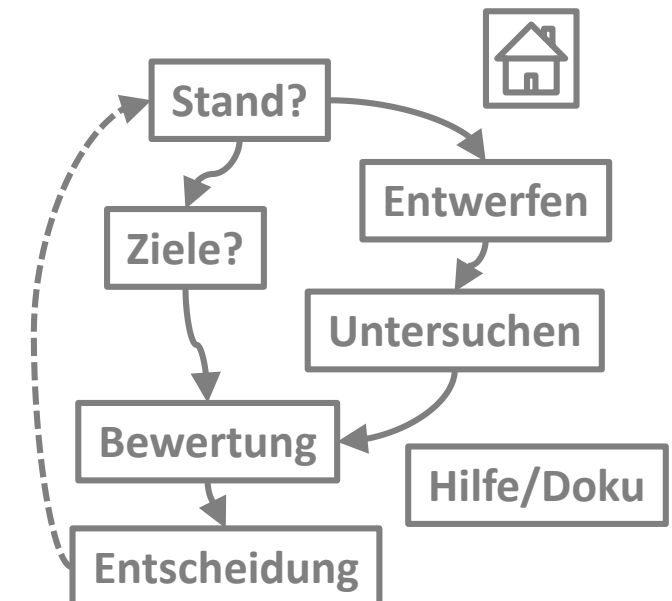 Stand?
Entwerfen
Ziele?
Untersuchen
Bewertung
Hilfe/Doku
Entscheidung